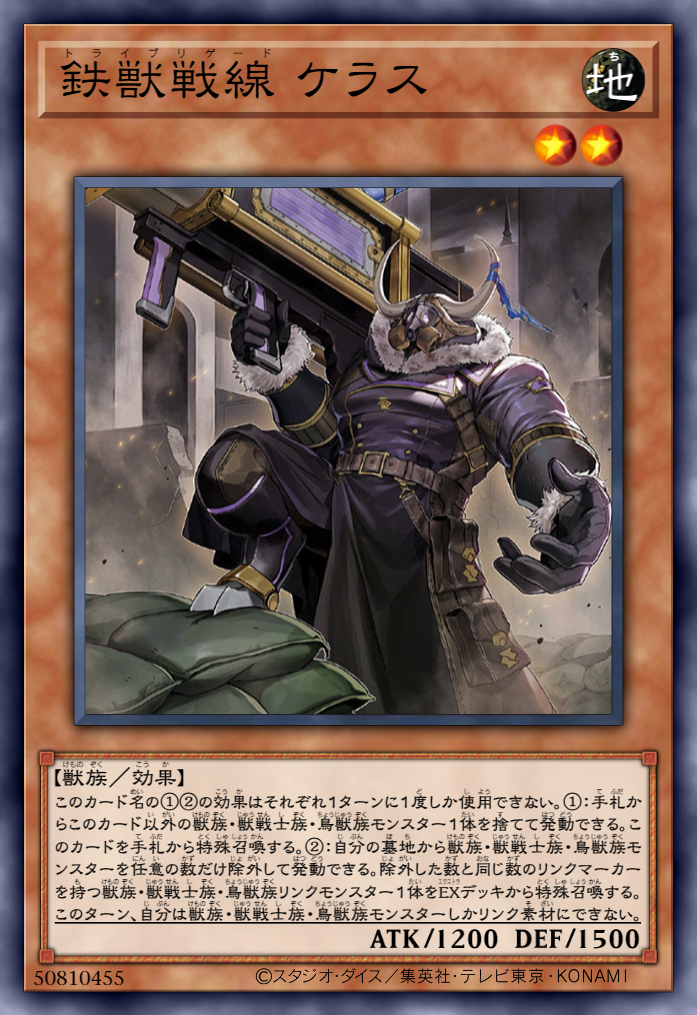 トライブリゲード
鉄獣戦線 ケラス
ち
地
【獣族／効果】
このカード名の①②の効果はそれぞれ1ターンに1度しか使用できない。①：手札か
らこのカード以外の獣族・獣戦士族・鳥獣族モンスター1体を捨てて発動できる。こ
のカードを手札から特殊召喚する。②：自分の墓地から獣族・獣戦士族・鳥獣族モ
ンスターを任意の数だけ除外して発動できる。除外した数と同じ数のリンクマーカー
を持つ獣族・獣戦士族・鳥獣族リンクモンスター1体をEXデッキから特殊召喚する。
このターン、自分は獣族・獣戦士族・鳥獣族モンスターしかリンク素材にできない。
ATK/1200 DEF/1500
50810455
©スタジオ・ダイス／集英社・テレビ東京・KONAMI